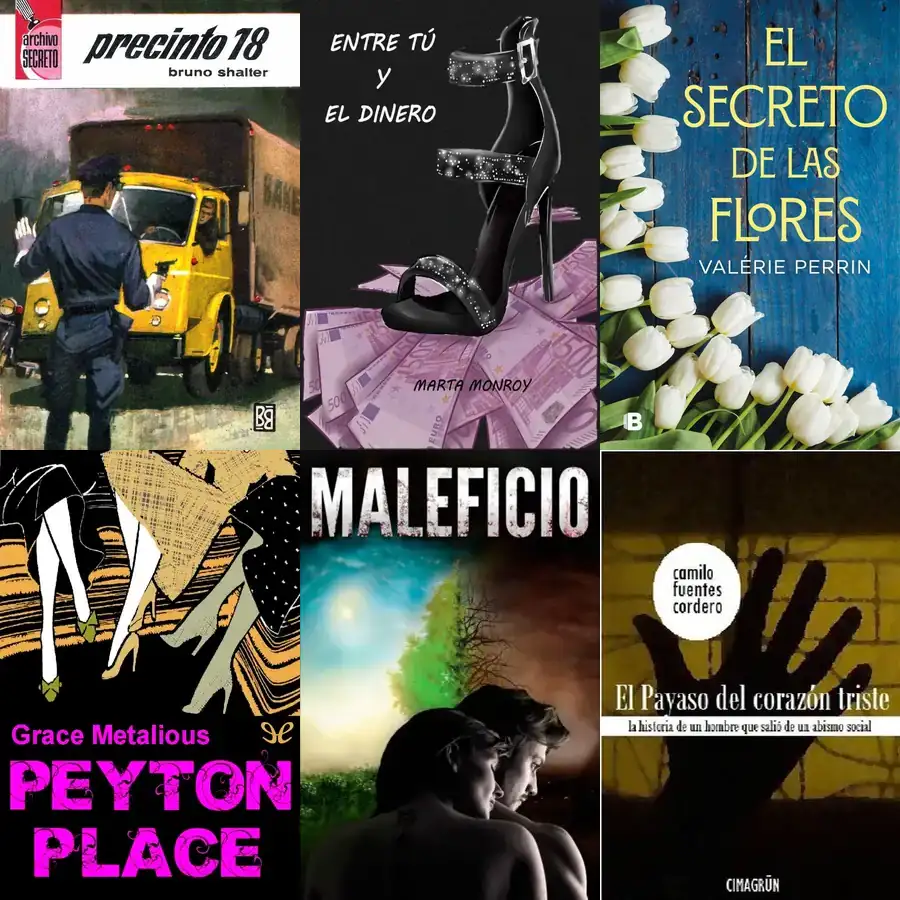 archivo
SECRETO
precinto 18
bruno shalter
BB
ENTRE TÚ
Y
EL DINERO
MARTA MONROY
EL
SECRETO
DE LAS
FLORES
VALÉRIE PERRIN
B
Grace Metalious
PEYTON
PLACE
MALEFICIO
camilo
fuentes
cordero
El Payaso del corazón triste
la historia de un hombre que salió de un abismo social
CIMAGRÜN